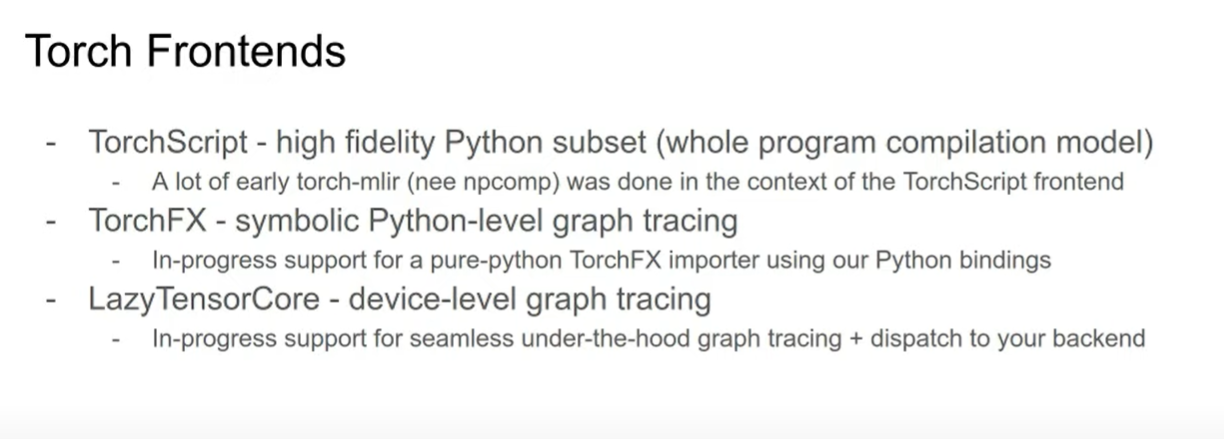 Torch Frontends
- TorchScript - high fidelity Python subset (whole program compilation model)
- A lot of early torch-mlir (nee npcomp) was done in the context of the TorchScript frontend
- TorchFX - symbolic Python-level graph tracing
- In-progress support for a pure-python TorchFX importer using our Python bindings
- LazyTensorCore - device-level graph tracing
- In-progress support for seamless under-the-hood graph tracing + dispatch to your backend